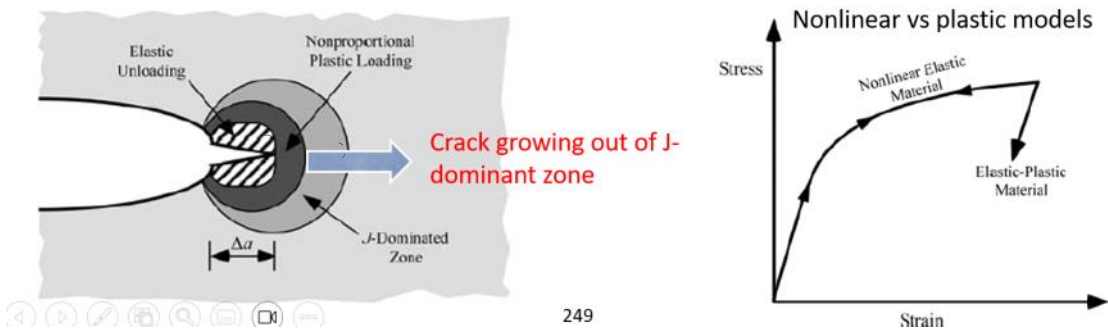 Elastic
Unloading
Nonproportional
Plastic Loading
Crack growing out of J-
dominant zone
Δa
J-Dominated
Zone
249
Nonlinear vs plastic models
Stress
Nonlinear Elastic
Material
Elastic-Plastic
Material
Strain